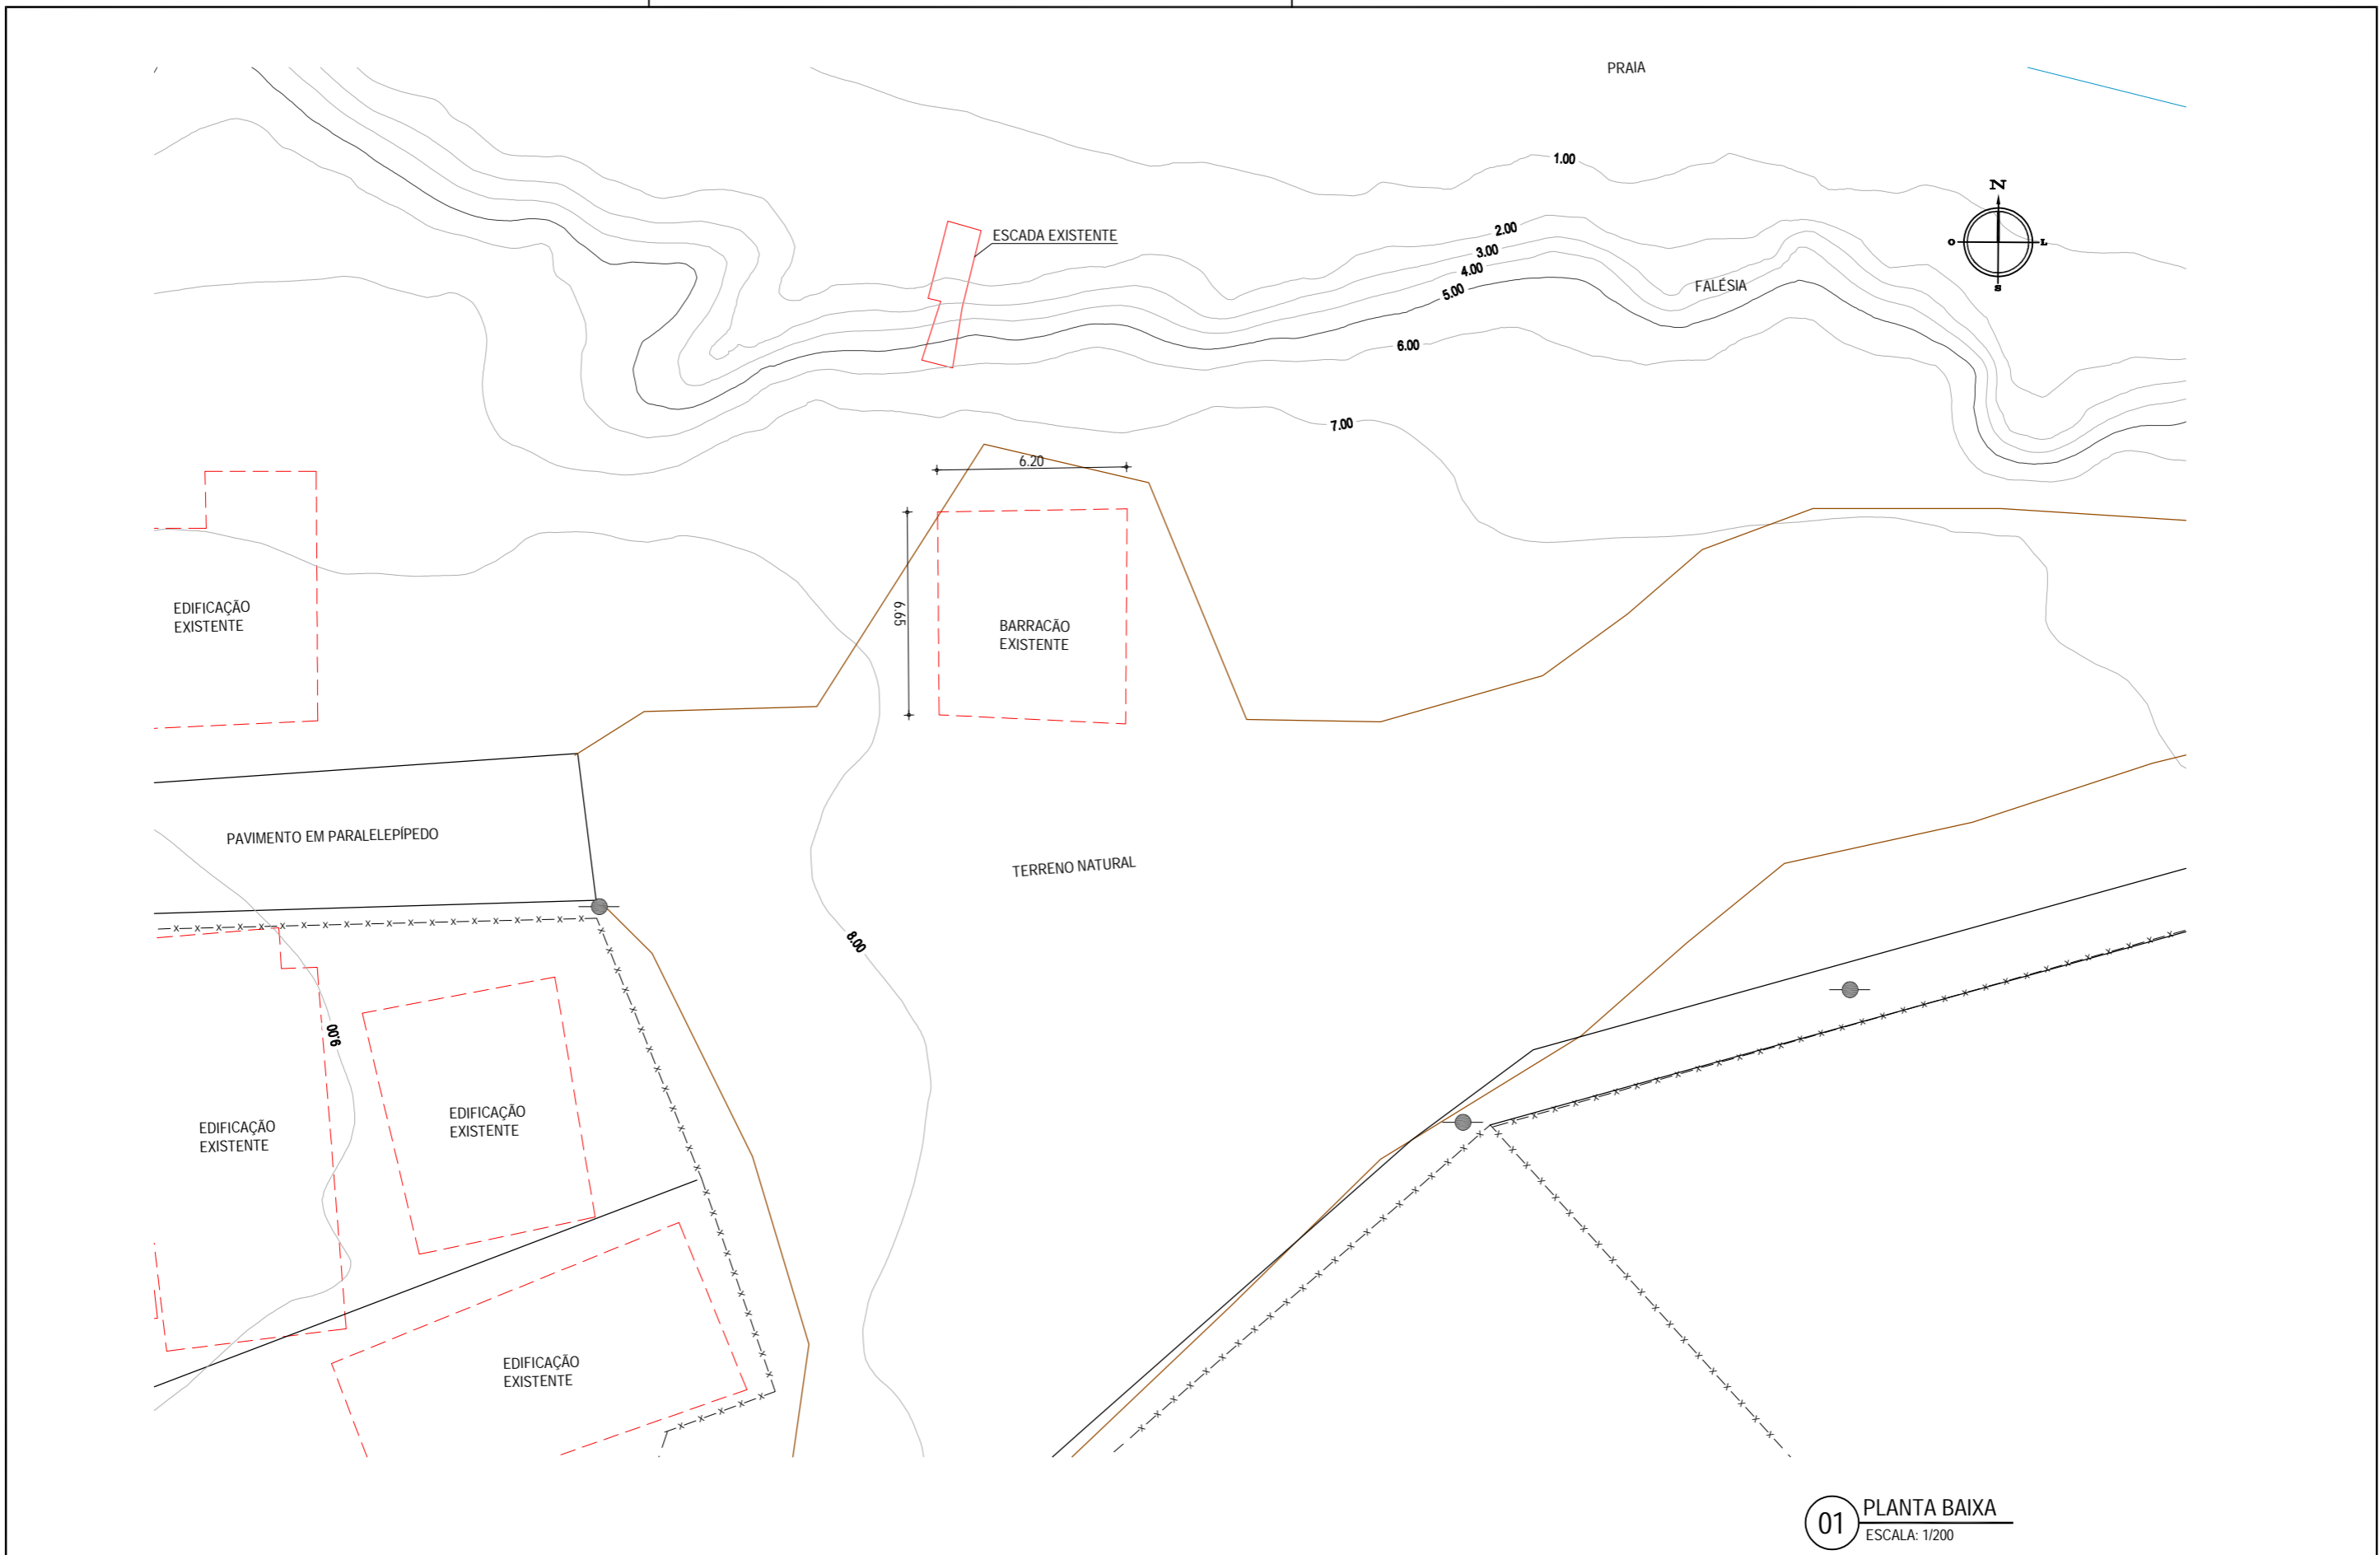 PRAIA
1.00
N
O
L
S
2.00
ESCADA EXISTENTE
3.00
4.00
FALÉSIA
5.00
6.00
7.00
6.20
EDIFICAÇÃO
EXISTENTE
6.65
BARRACÃO
EXISTENTE
PAVIMENTO EM PARALELEPÍPEDO
TERRENO NATURAL
8.00
9.00
EDIFICAÇÃO
EXISTENTE
EDIFICAÇÃO
EXISTENTE
EDIFICAÇÃO
EXISTENTE
01
PLANTA BAIXA
ESCALA: 1/200